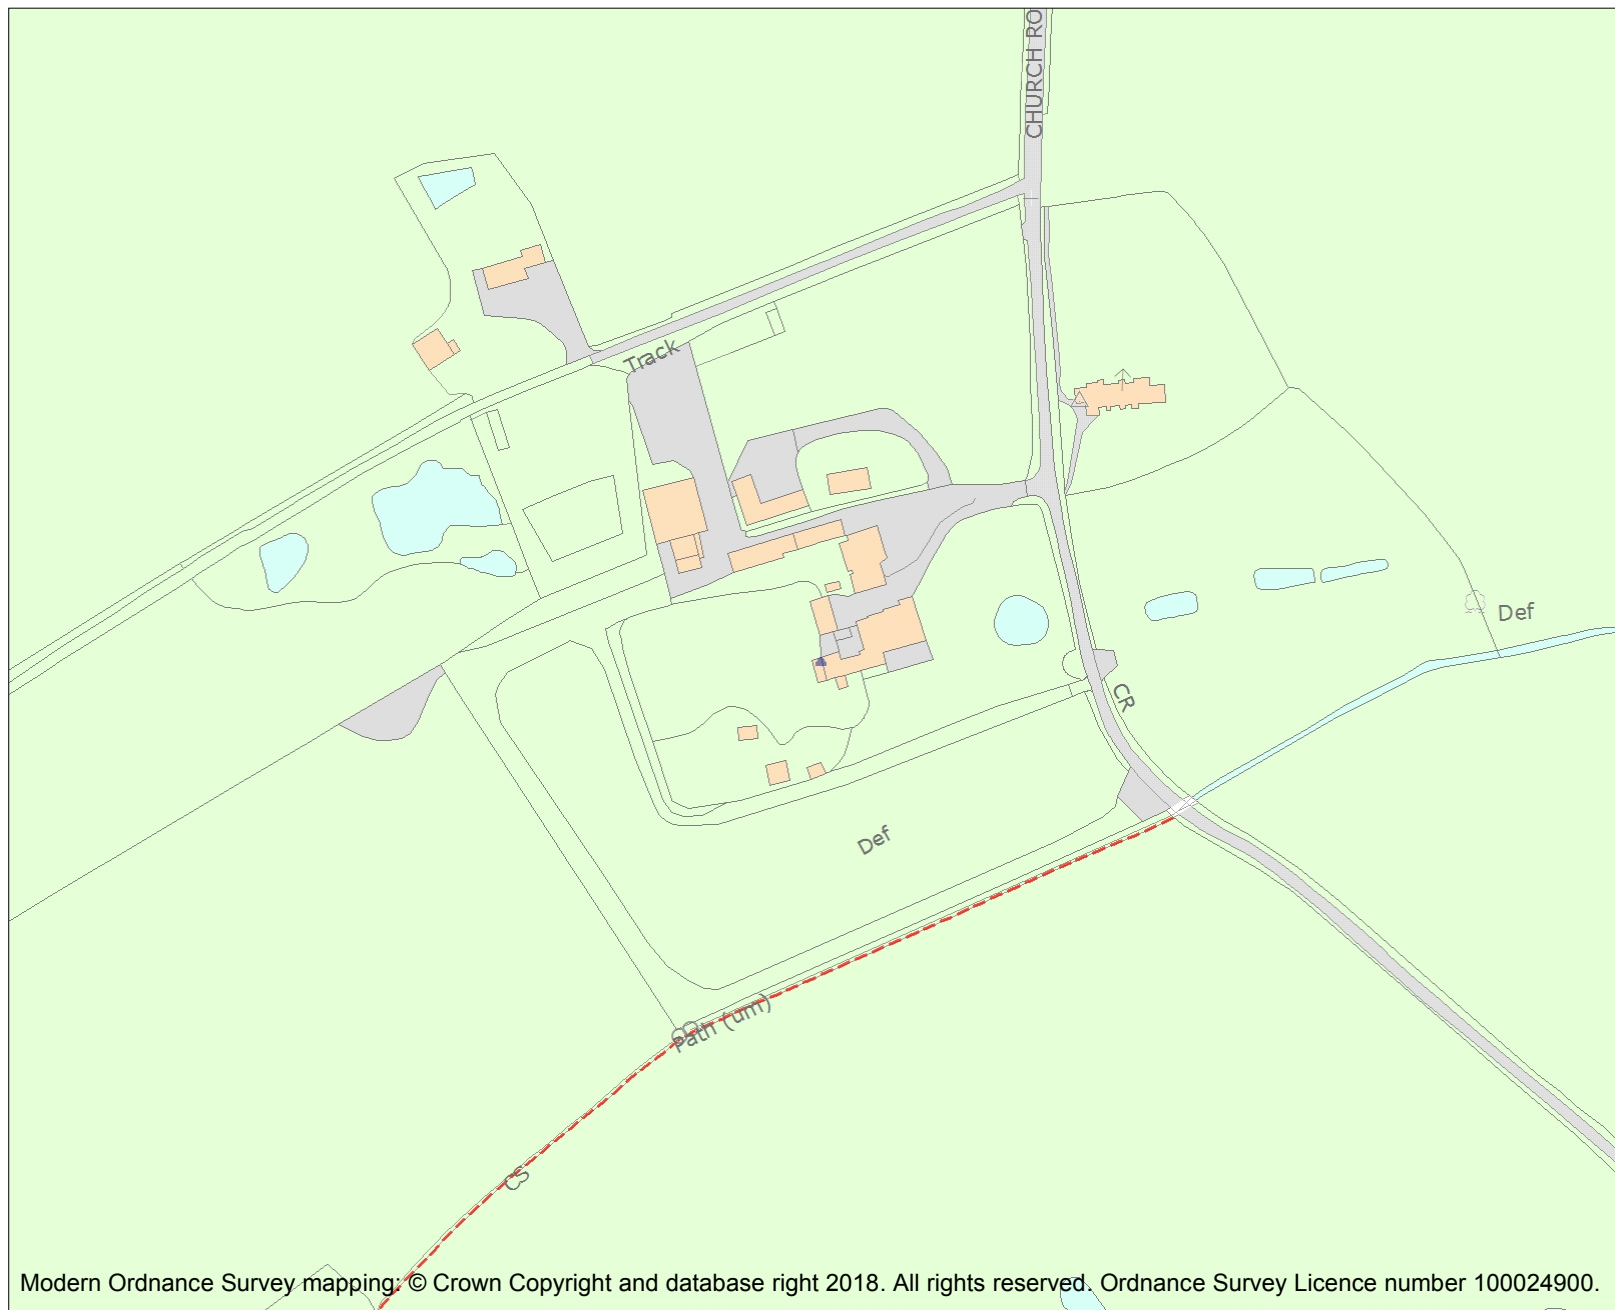 CHURCH RO
Track
Def
CR
Def
Path (um)
CS
Modern Ordnance Survey mapping: © Crown Copyright and database right 2018. All rights reserved. Ordnance Survey Licence number 100024900.